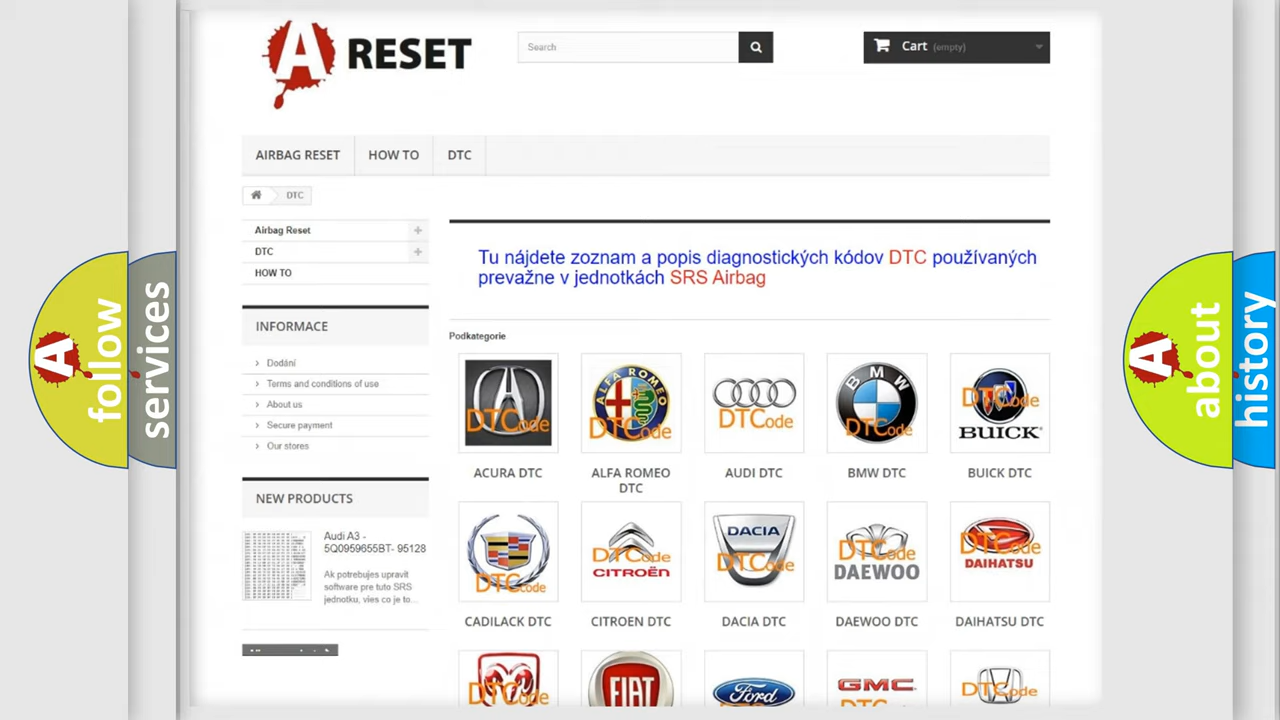 A RESET
Search
Cart (empty)
AIRBAG RESET
HOW TO
DTC
DTC
Airbag Reset
DTC
HOW TO
INFORMACE
Dodání
Terms and conditions of use
About us
Secure payment
Our stores
NEW PRODUCTS
Audi A3 -
5Q0959655BT- 95128
Ak potrebujes upravit
software pre tuto SRS
jednotku, vies co je to...
Tu nájdete zoznam a popis diagnostických kódov DTC používaných
prevažne v jednotkách SRS Airbag
Podkategorie
DTCode
ALFA ROMEO
DTCode
DTCode
BMW
DTCode
DTCode
BUICK
ACURA DTC
ALFA ROMEO
DTC
AUDI DTC
BMW DTC
BUICK DTC
DTCode
DTCode
CITROËN
DACIA
DTCode
DTCode
DAEWOO
DTCode
DAIHATSU
CADILACK DTC
CITROEN DTC
DACIA DTC
DAEWOO DTC
DAIHATSU DTC
DTCode
FIAT
Ford
GMC
DTCode
A follow
services
A about
history